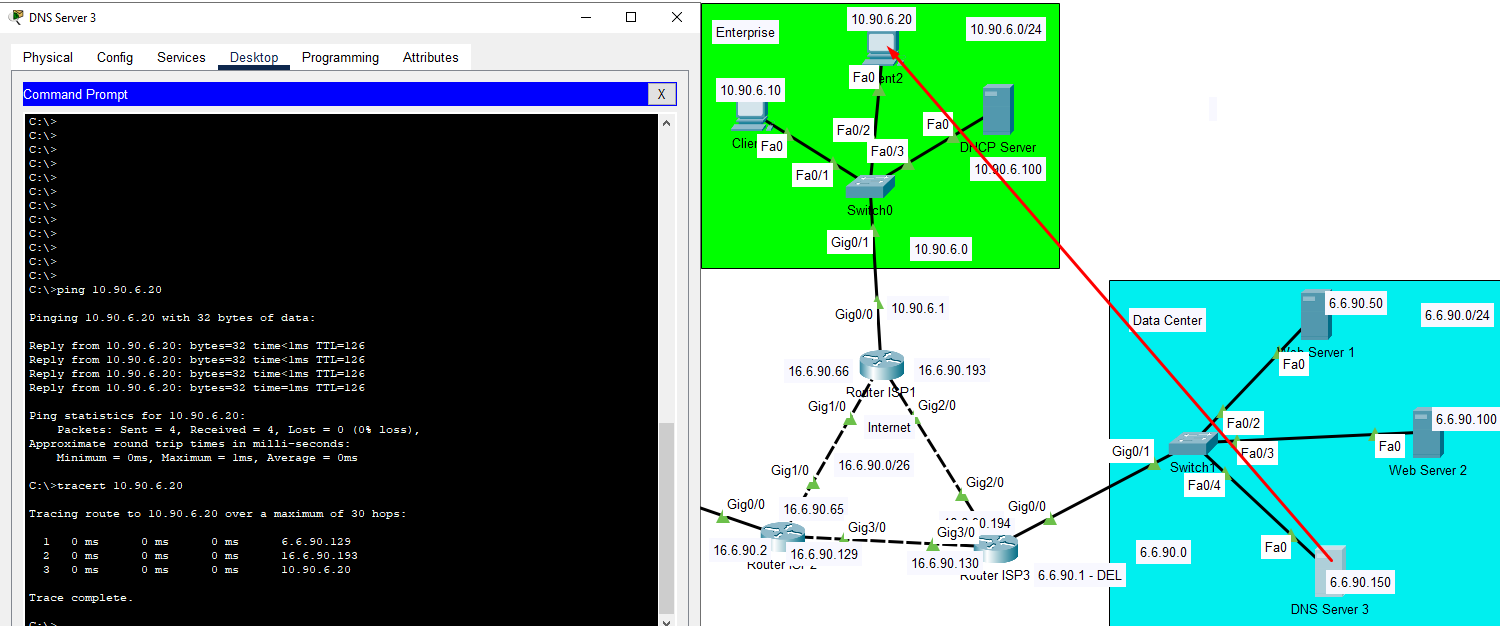 DNS Server 3
Physical Config Services Desktop Programming Attributes
Command Prompt
X
C:\>
C:\>
C:\>
C:\>
C:\>
C:\>
C:\>
C:\>
C:\>
C:\>
C:\>
C:\>
C:\>ping 10.90.6.20
Pinging 10.90.6.20 with 32 bytes of data:
Reply from 10.90.6.20: bytes=32 time<1ms TTL=126
Reply from 10.90.6.20: bytes=32 time<1ms TTL=126
Reply from 10.90.6.20: bytes=32 time=1ms TTL=126
Reply from 10.90.6.20: bytes=32 time<1ms TTL=126
Ping statistics for 10.90.6.20:
Packets: Sent = 4, Received = 4, Lost = 0 (0% loss),
Approximate round trip times in milli-seconds:
Minimum = 0ms, Maximum = 1ms, Average = 0ms
C:\>tracert 10.90.6.20
Tracing route to 10.90.6.20 over a maximum of 30 hops:
1 0 ms 0 ms 0 ms 6.6.90.129
2 0 ms 0 ms 0 ms 16.6.90.193
3 0 ms 0 ms 0 ms 10.90.6.20
Trace complete.
C:\>
Enterprise
10.90.6.20
10.90.6.0/24
Fa0
10.90.6.10
Fa0
Fa0/2
Fa0
Fa0/3
DHCP Server
10.90.6.100
Fa0/1
Switch0
Gig0/1
10.90.6.0
Gig0/0
10.90.6.1
16.6.90.66
16.6.90.193
Router ISP1
Gig1/0
Gig2/0
Internet
16.6.90.0/26
Gig1/0
Gig2/0
Gig0/0
16.6.90.65
Gig3/0
Gig3/0
Gig0/0
16.6.90.2
16.6.90.129
16.6.90.130
Router ISP3
6.6.90.1 - DEL
Data Center
6.6.90.50
6.6.90.0/24
Web Server 1
Fa0
Fa0/2
6.6.90.100
Gig0/1
Switch1
Fa0/3
Fa0
Web Server 2
Fa0/4
Fa0
6.6.90.0
6.6.90.150
DNS Server 3